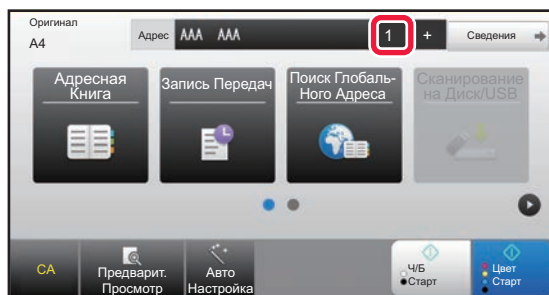 Оригинал
A4
Адрес AAA AAA 1 + Сведения
Адресная
Книга
Запись Передач
Поиск Глобаль-
Ного Адреса
Сканирование
на Диск/USB
CA
Предварит.
Просмотр
Авто
Настройка
Ч/Б
Старт
Цвет
Старт